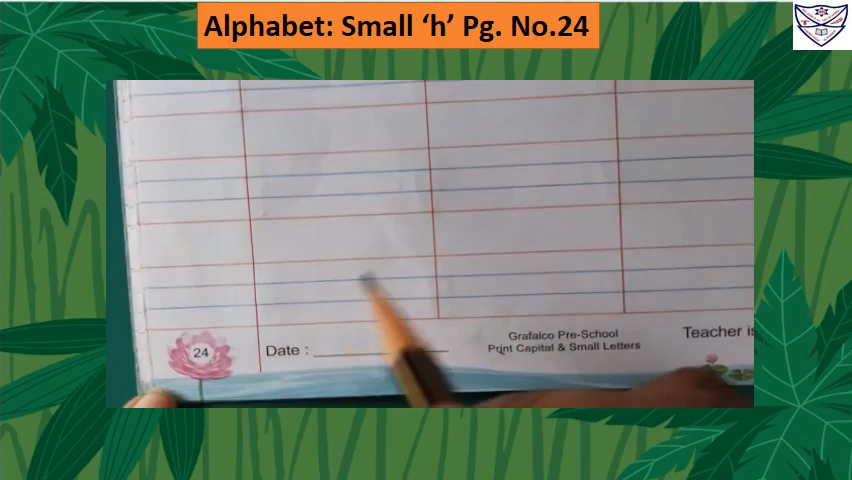 Alphabet: Small ‘h’ Pg. No.24
24
Date :
Grafalco Pre-School
Print Capital & Small Letters
Teacher